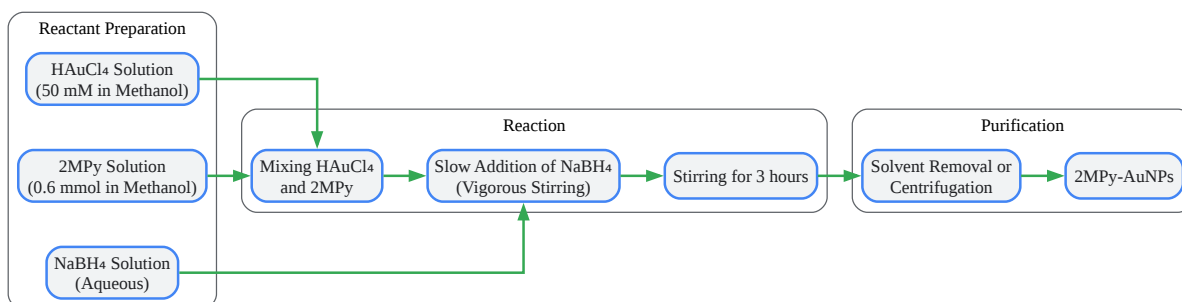 Reactant Preparation
HAuCl₄ Solution
(50 mM in Methanol)
2MPy Solution
(0.6 mmol in Methanol)
NaBH₄ Solution
(Aqueous)
Reaction
Mixing HAuCl₄
and 2MPy
Slow Addition of NaBH₄
(Vigorous Stirring)
Stirring for 3 hours
Purification
Solvent Removal or
Centrifugation
2MPy-AuNPs